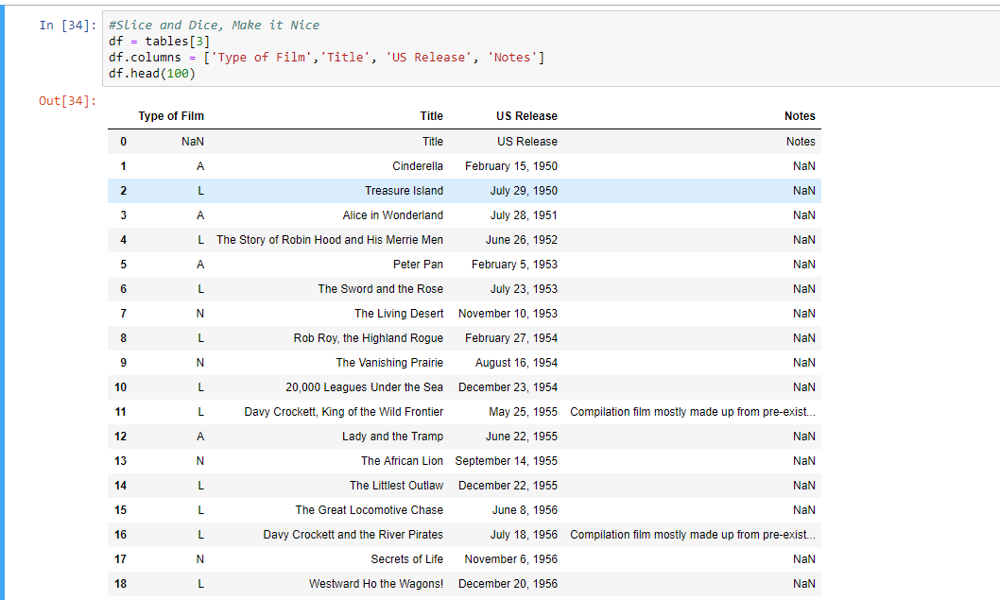 In [34]: #Slice and Dice, Make it Nice
df = tables[3]
df.columns = ['Type of Film','Title', 'US Release', 'Notes']
df.head(100)
Out[34]:
Type of Film Title US Release Notes
0 NaN Title US Release Notes
1 A Cinderella February 15, 1950 NaN
2 L Treasure Island July 29, 1950 NaN
3 A Alice in Wonderland July 28, 1951 NaN
4 L The Story of Robin Hood and His Merrie Men June 26, 1952 NaN
5 A Peter Pan February 5, 1953 NaN
6 L The Sword and the Rose July 23, 1953 NaN
7 N The Living Desert November 10, 1953 NaN
8 L Rob Roy, the Highland Rogue February 27, 1954 NaN
9 N The Vanishing Prairie August 16, 1954 NaN
10 L 20,000 Leagues Under the Sea December 23, 1954 NaN
11 L Davy Crockett, King of the Wild Frontier May 25, 1955 Compilation film mostly made up from pre-exist...
12 A Lady and the Tramp June 22, 1955 NaN
13 N The African Lion September 14, 1955 NaN
14 L The Littlest Outlaw December 22, 1955 NaN
15 L The Great Locomotive Chase June 8, 1956 NaN
16 L Davy Crockett and the River Pirates July 18, 1956 Compilation film mostly made up from pre-exist...
17 N Secrets of Life November 6, 1956 NaN
18 L Westward Ho the Wagons! December 20, 1956 NaN